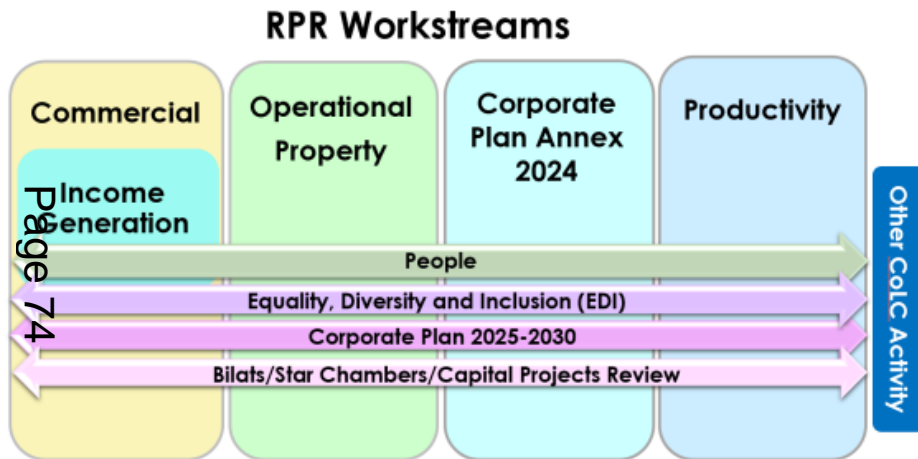 RPR Workstreams
Commercial
Income
Generation
Operational
Property
Corporate
Plan Annex
2024
Productivity
People
Equality, Diversity and Inclusion (EDI)
Corporate Plan 2025-2030
Bilats/Star Chambers/Capital Projects Review
Other CoLC Activity
Page 74